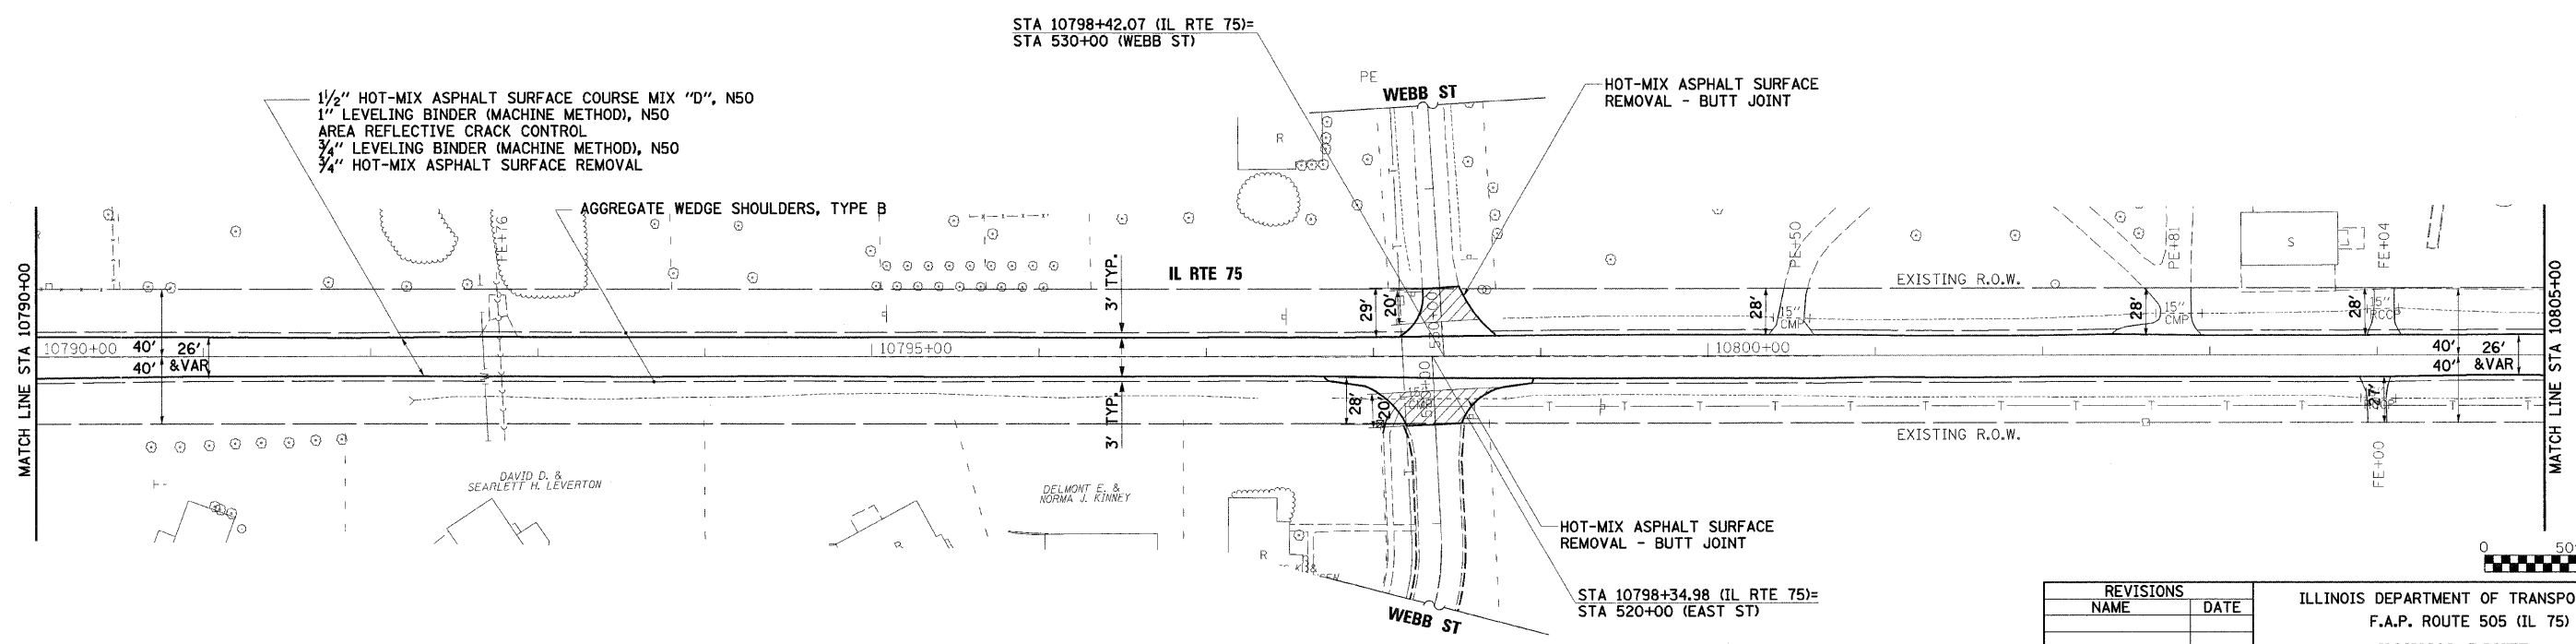 STA 10798+42.07 (IL RTE 75)=
STA 530+00 (WEBB ST)
1 1/2" HOT-MIX ASPHALT SURFACE COURSE MIX "D", N50
1" LEVELING BINDER (MACHINE METHOD), N50
AREA REFLECTIVE CRACK CONTROL
3/4" LEVELING BINDER (MACHINE METHOD), N50
3/4" HOT-MIX ASPHALT SURFACE REMOVAL
PE
WEBB ST
HOT-MIX ASPHALT SURFACE
REMOVAL - BUTT JOINT
R
AGGREGATE WEDGE SHOULDERS, TYPE B
FE+76
3' TYP.
IL RTE 75
PE+50
PE+81
S
FE+04
EXISTING R.O.W.
MATCH LINE STA 10790+00
MATCH LINE STA 10805+00
29'
20'
530+00
28'
15"
CMP
28'
15"
CMP
28'
15"
RCCP
10790+00
40'
26'
10795+00
10800+00
40'
26'
40'
&VAR
40'
&VAR
3' TYP.
28'
20'
15"
27'
EXISTING R.O.W.
FE+00
DAVID D. &
SEARLETT H. LEVERTON
DELMONT E. &
NORMA J. KINNEY
R
R
HOT-MIX ASPHALT SURFACE
REMOVAL - BUTT JOINT
STA 10798+34.98 (IL RTE 75)=
STA 520+00 (EAST ST)
WEBB ST
0
50
REVISIONS
NAME
DATE
ILLINOIS DEPARTMENT OF TRANSPO
F.A.P. ROUTE 505 (IL 75)